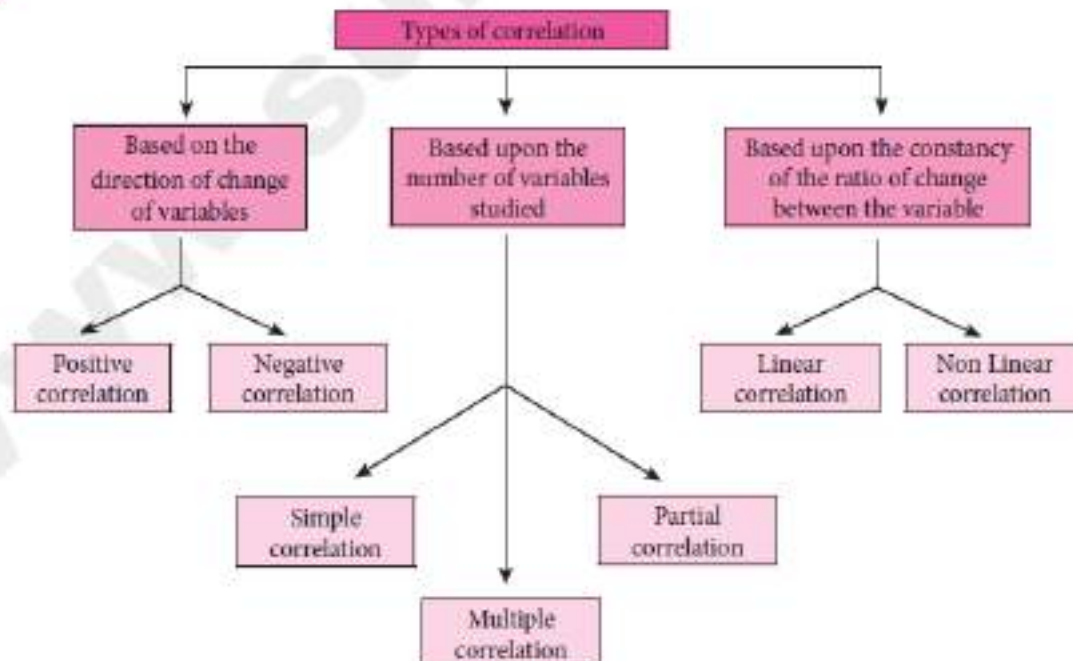 Types of correlation
Based on the
direction of change
of variables
Based upon the
number of variables
studied
Based upon the constancy
of the ratio of change
between the variable
Positive
correlation
Negative
correlation
Linear
correlation
Non Linear
correlation
Simple
correlation
Partial
correlation
Multiple
correlation